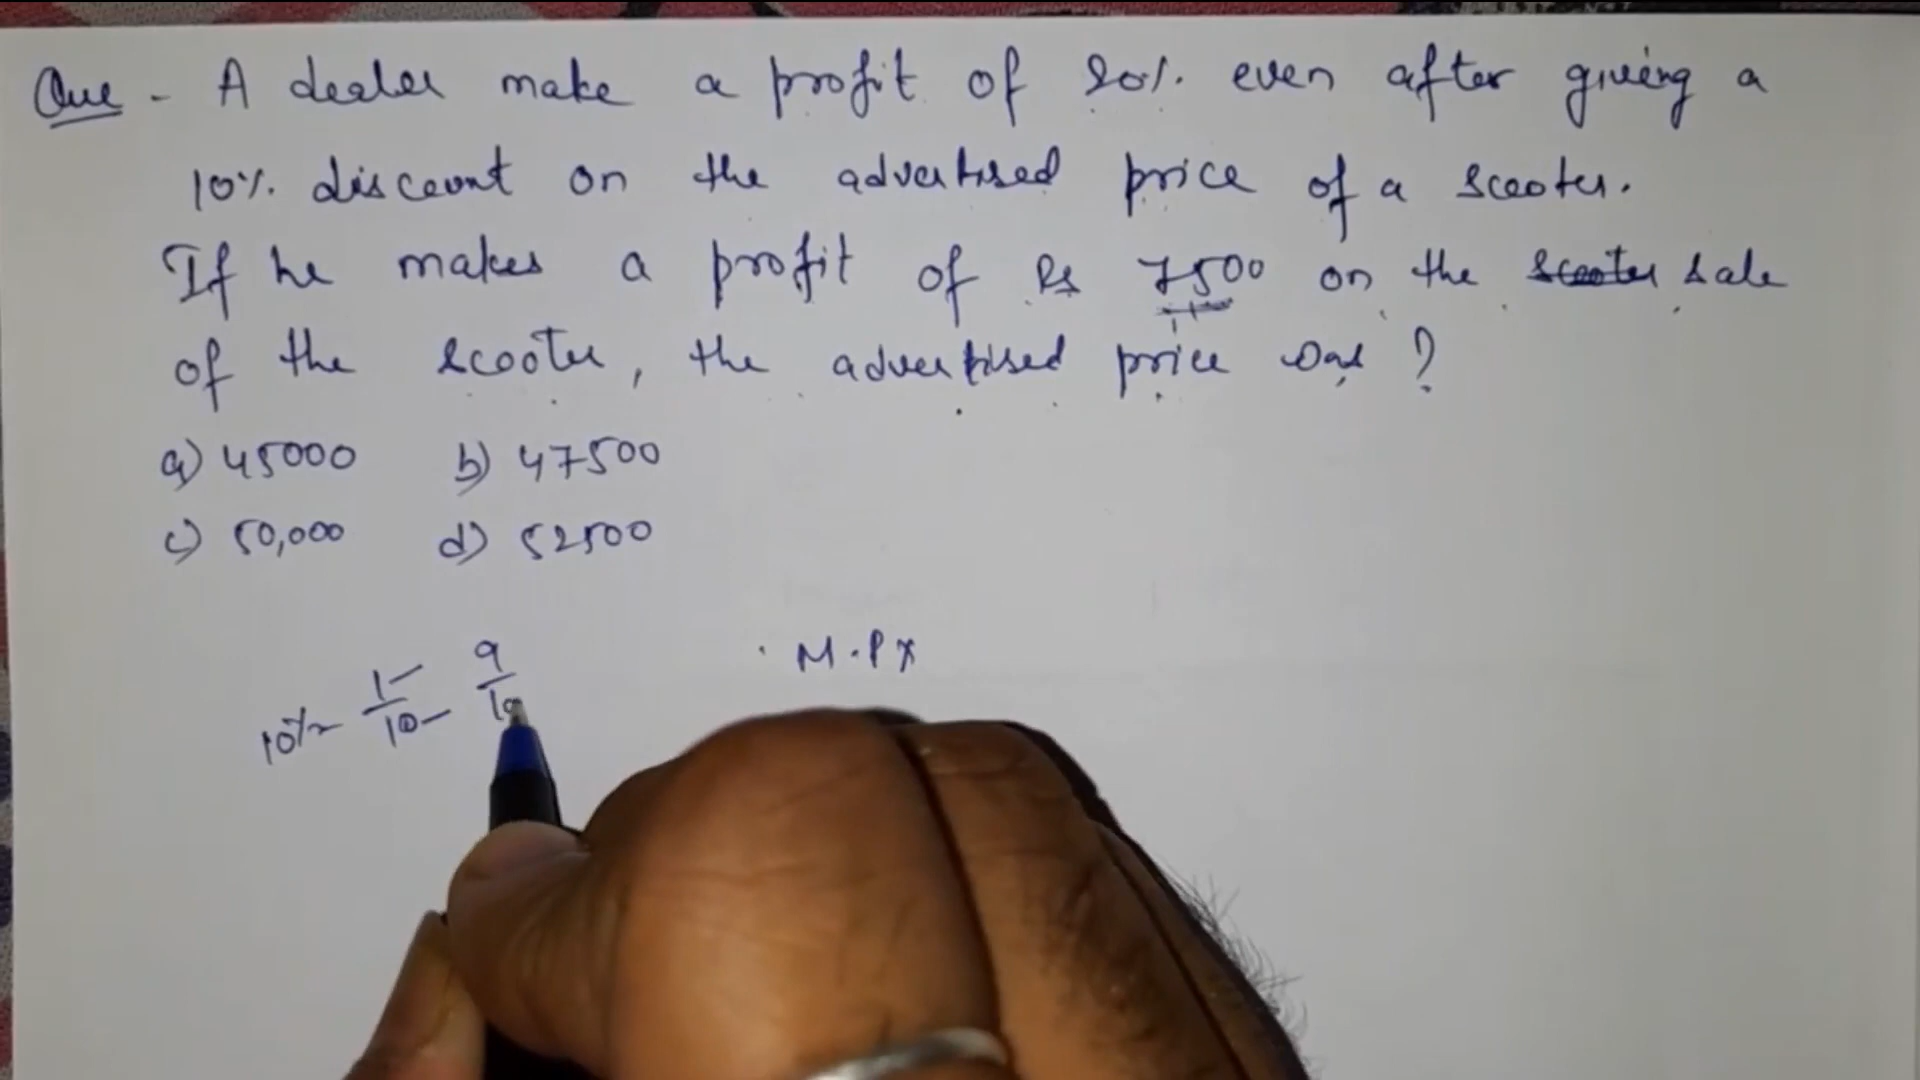 Que - A dealer make a profit of 20%. even after giving a
10%. discount on the advertised price of a scooter.
If he makes a profit of Rs 7500 on the scooter sale
of the scooter, the advertised price was ?
a) 45000 b) 47500
c) 50,000 d) 52500
10% = 1/10 - 9/10
M.P x